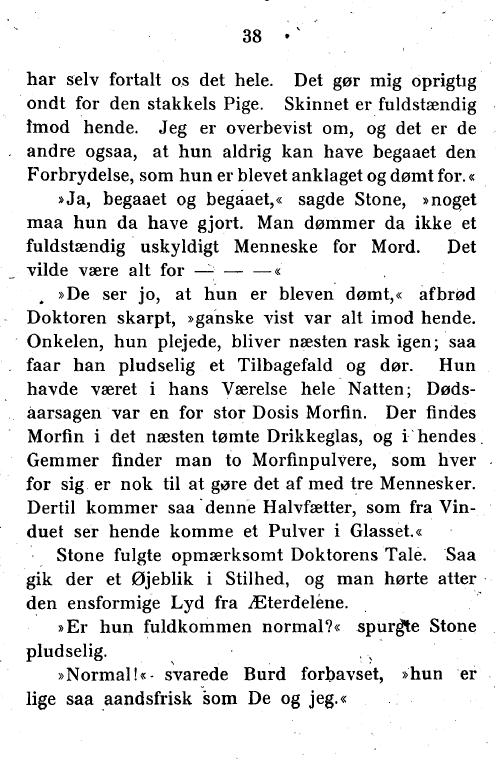 38
har selv fortalt os det hele. Det gør mig oprigtig
ondt for den stakkels Pige. Skinnet er fuldstændig
imod hende. Jeg er overbevist om, og det er de
andre ogsaa, at hun aldrig kan have begaaet den
Forbrydelse, som hun er blevet anklaget og dømt for.«
»Ja, begaaet og begaaet,« sagde Stone, »noget
maa hun da have gjort. Man dømmer da ikke et
fuldstændig uskyldigt Menneske for Mord. Det
vilde være alt for — — —«
»De ser jo, at hun er bleven dømt,« afbrød
Doktoren skarpt, »ganske vist var alt imod hende.
Onkelen, hun plejede, bliver næsten rask igen; saa
faar han pludselig et Tilbagefald og dør. Hun
havde været i hans Værelse hele Natten; Døds-
aarsagen var en for stor Dosis Morfin. Der findes
Morfin i det næsten tømte Drikkeglas, og i hendes
Gemmer finder man to Morfinpulvere, som hver
for sig er nok til at gøre det af med tre Mennesker.
Dertil kommer saa denne Halvfætter, som fra Vin-
duet ser hende komme et Pulver i Glasset.«
Stone fulgte opmærksomt Doktorens Tale. Saa
gik der et Øjeblik i Stilhed, og man hørte atter
den ensformige Lyd fra Æterdelene.
»Er hun fuldkommen normal?« spurgte Stone
pludselig.
»Normal!« svarede Burd forbavset, »hun er
lige saa aandsfrisk som De og jeg.«